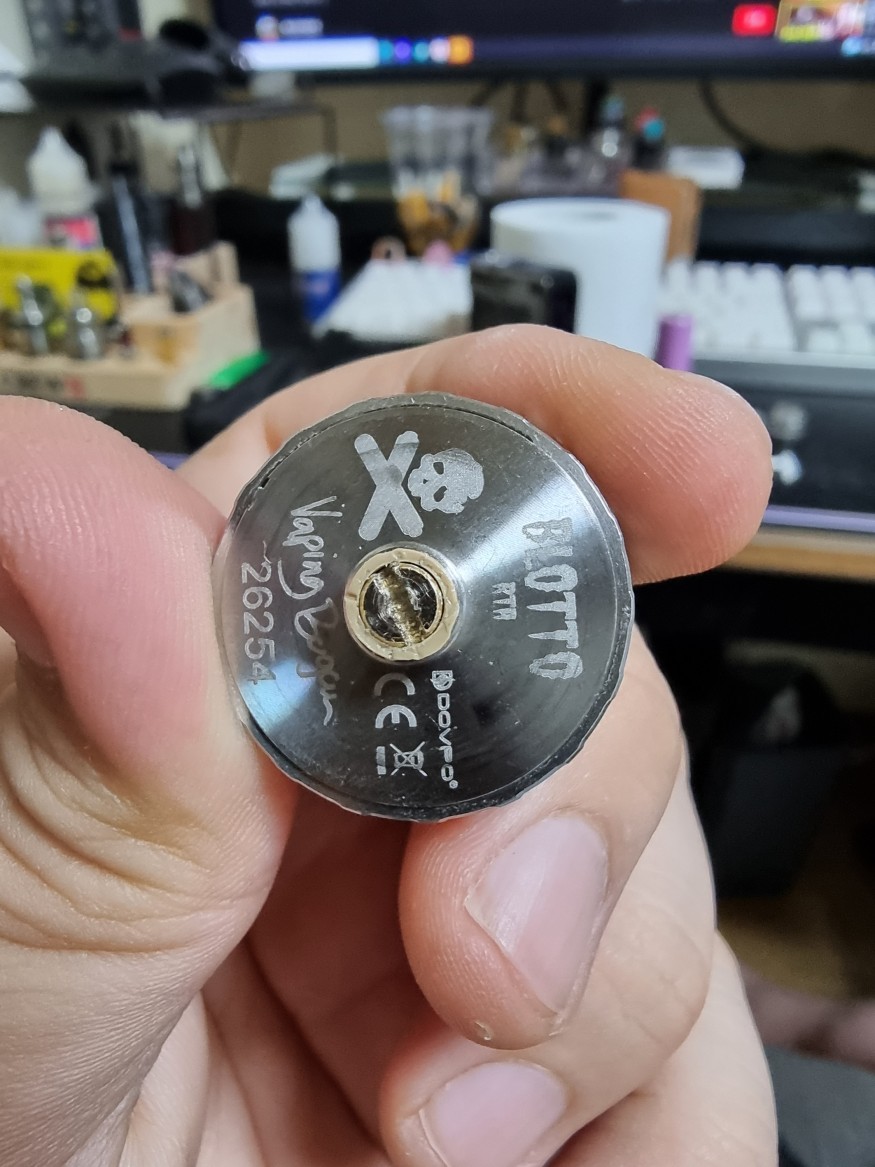 BLOTTO
RTA
DOVPO®
CE
Vaping Bogan
26254